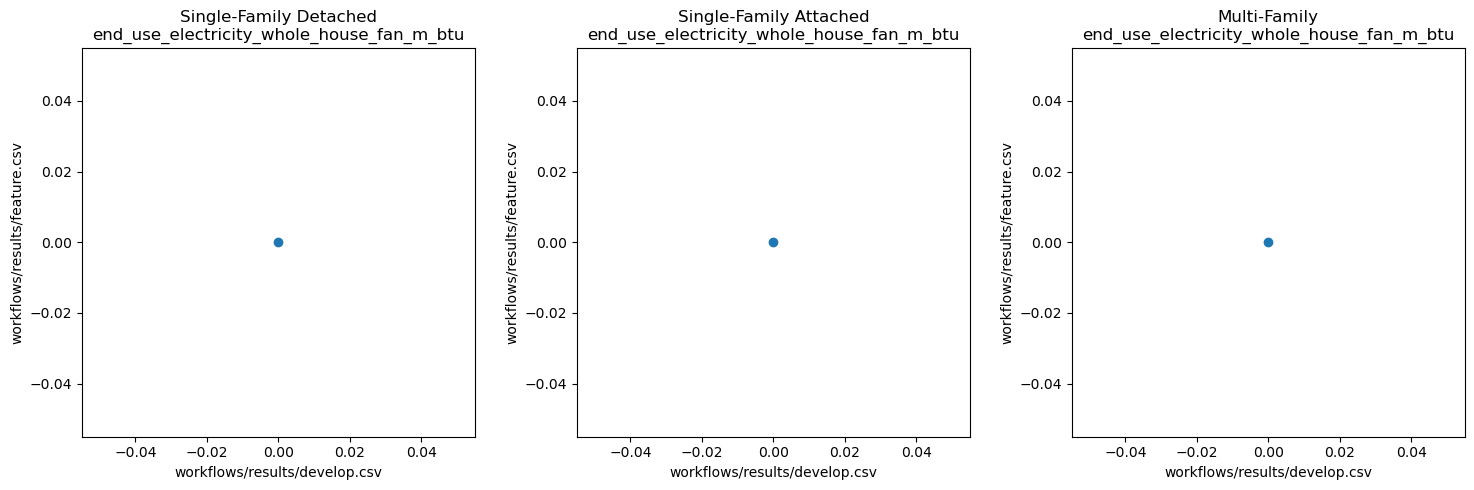 Single-Family Detached
end_use_electricity_whole_house_fan_m_btu
workflows/results/feature.csv
0.04
0.02
0.00
−0.02
−0.04
−0.04
−0.02
0.00
0.02
0.04
workflows/results/develop.csv
Single-Family Attached
end_use_electricity_whole_house_fan_m_btu
workflows/results/feature.csv
0.04
0.02
0.00
−0.02
−0.04
−0.04
−0.02
0.00
0.02
0.04
workflows/results/develop.csv
Multi-Family
end_use_electricity_whole_house_fan_m_btu
workflows/results/feature.csv
0.04
0.02
0.00
−0.02
−0.04
−0.04
−0.02
0.00
0.02
0.04
workflows/results/develop.csv